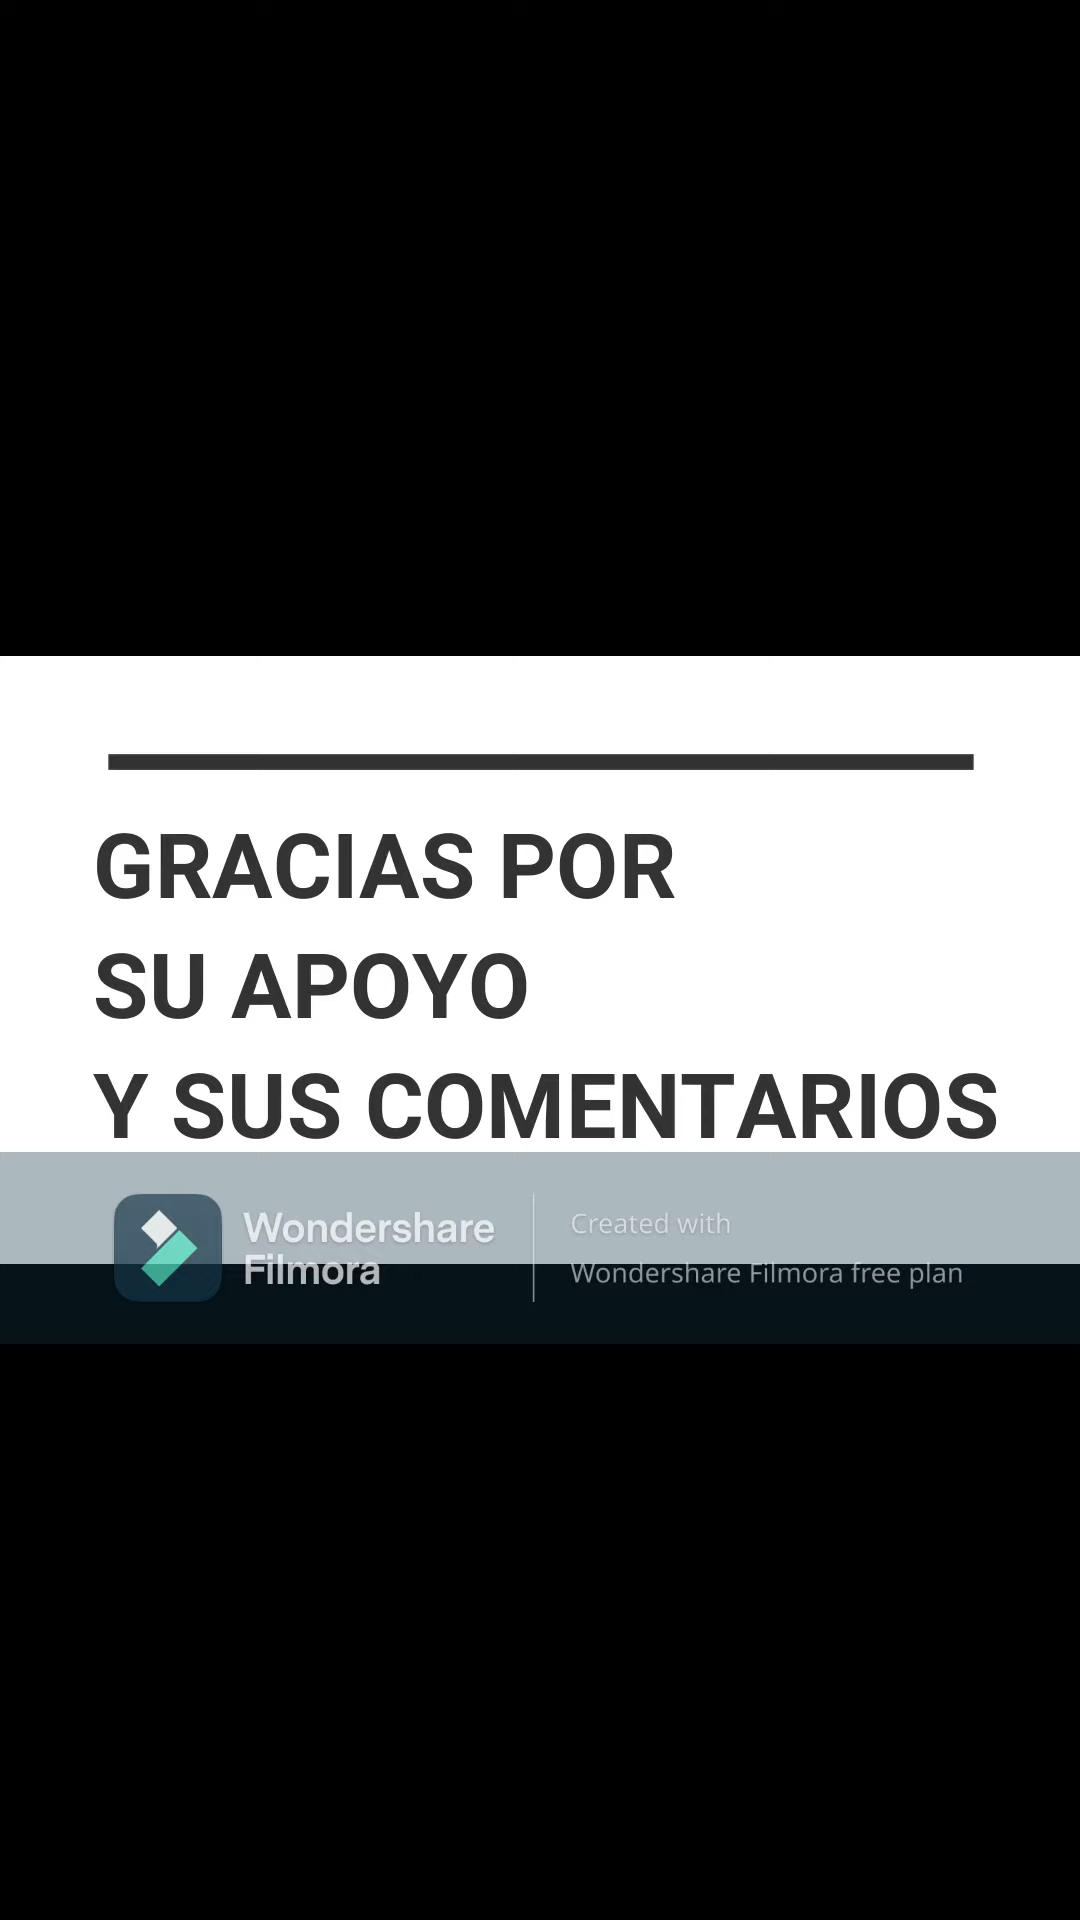 GRACIAS POR
SU APOYO
Y SUS COMENTARIOS
Wondershare
Filmora
Created with
Wondershare Filmora free plan